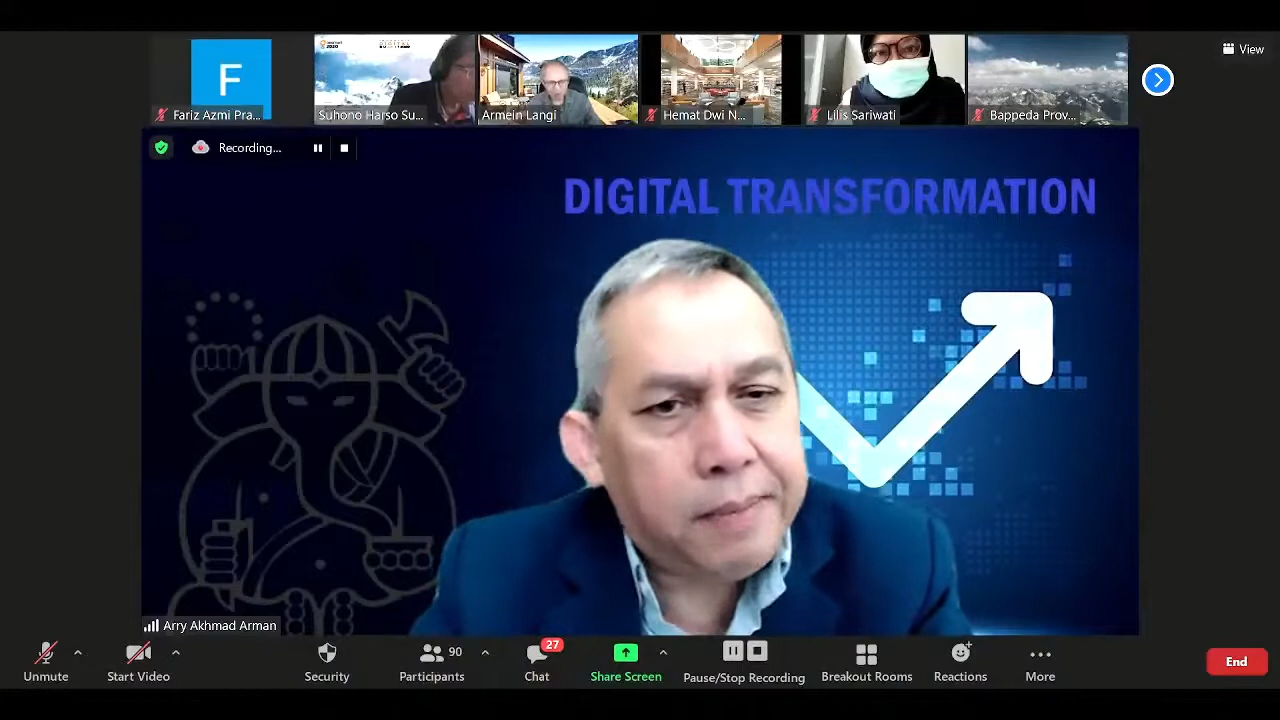 F
Fariz Azmi Pra...
Suhono Harso Su...
Armein Langi
Hemat Dwi N...
Lilis Sariwati
Bappeda Prov...
View
Recording...
DIGITAL TRANSFORMATION
Arry Akhmad Arman
Unmute
Start Video
Security
90
Participants
27
Chat
Share Screen
Pause/Stop Recording
Breakout Rooms
Reactions
More
End